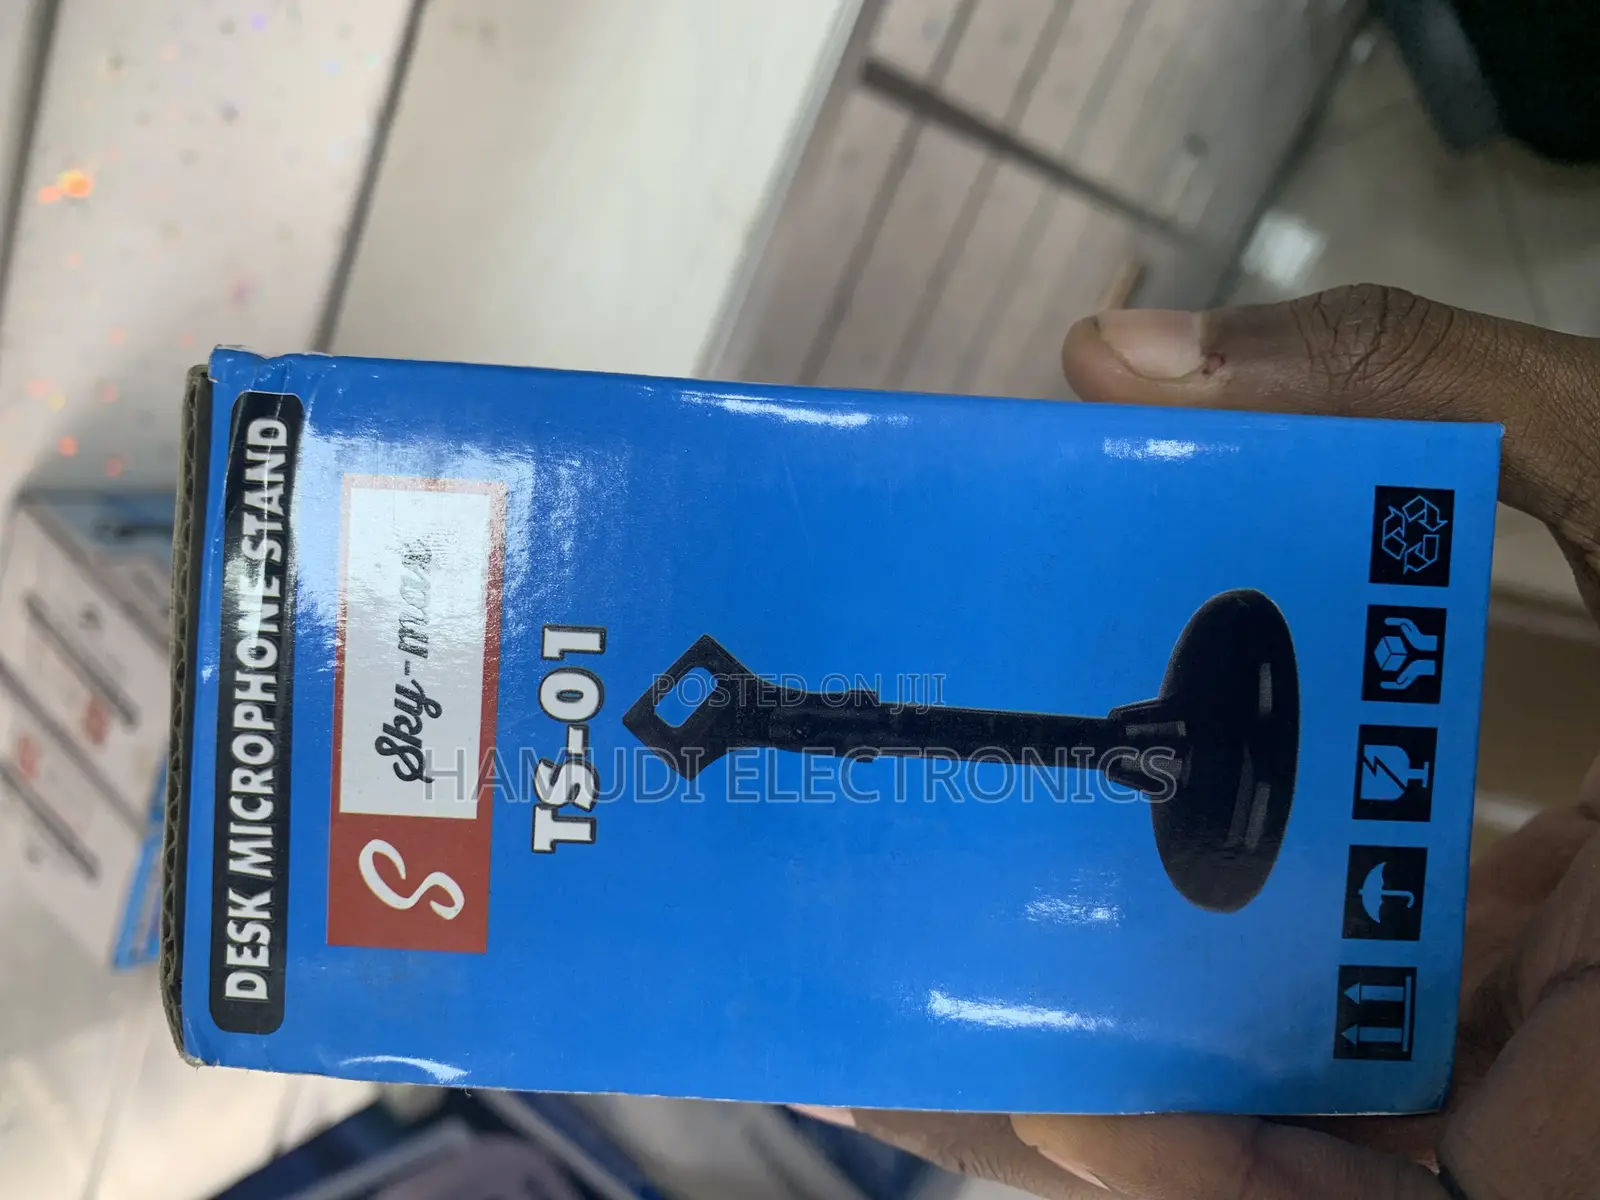 DESK MICROPHONE STAND
S Sky-max
TS-01
POSTED ON JIJI
HAMUDI ELECTRONICS